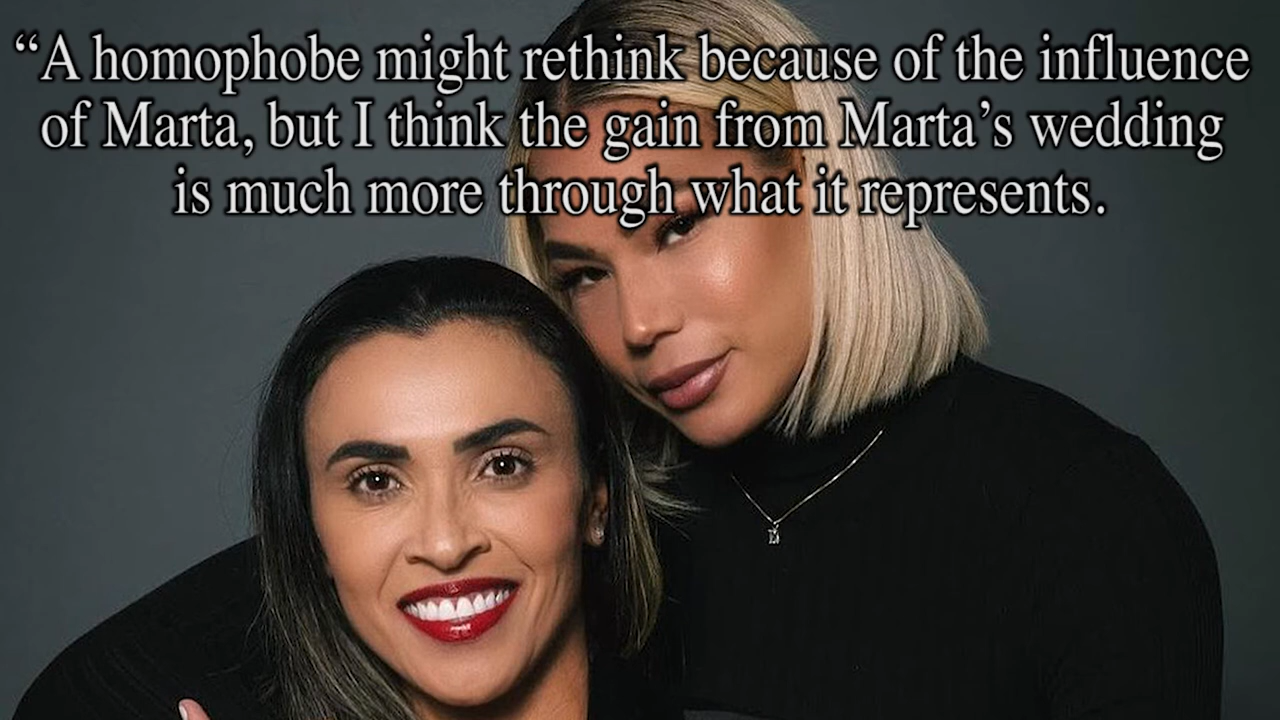 “A homophobe might rethink because of the influence
of Marta, but I think the gain from Marta’s wedding
is much more through what it represents.